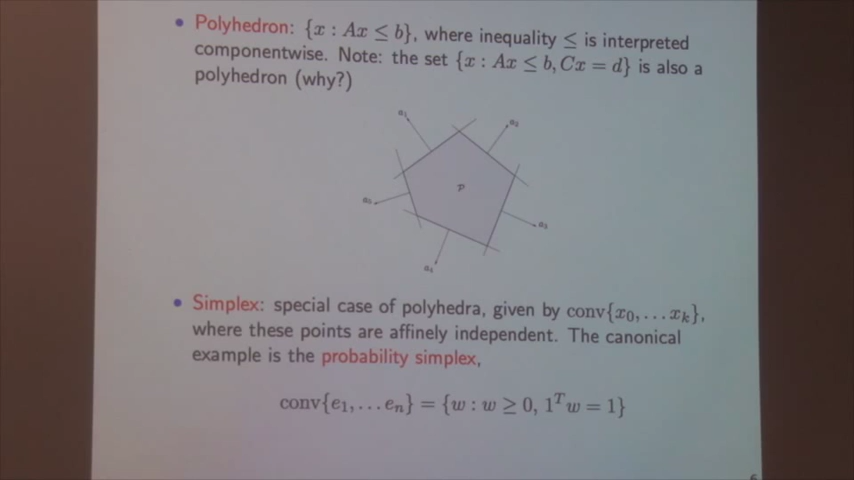 • Polyhedron: {x : Ax ≤ b}, where inequality ≤ is interpreted
componentwise. Note: the set {x : Ax ≤ b, Cx = d} is also a
polyhedron (why?)
a₁
a₂
P
a₅
a₃
a₄
• Simplex: special case of polyhedra, given by conv{x₀, … xₖ},
where these points are affinely independent. The canonical
example is the probability simplex,
conv{e₁, … eₙ} = {w : w ≥ 0, 1ᵀw = 1}